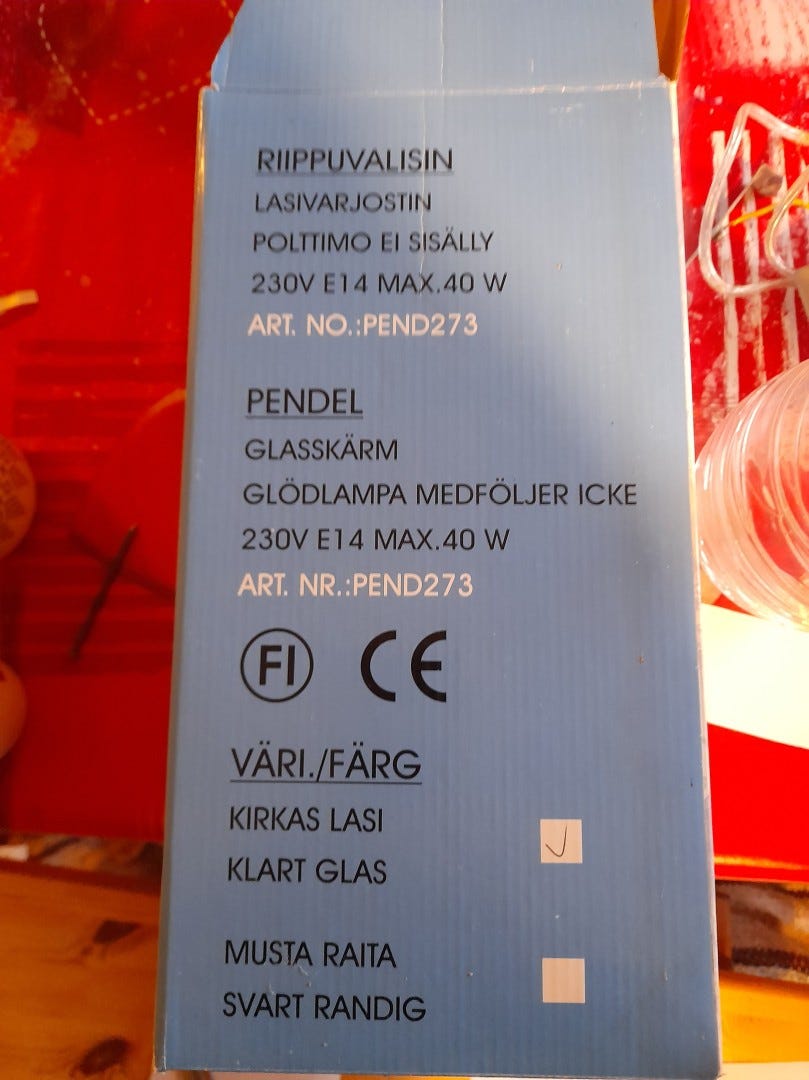 RIIPPUVALISIN
LASIVARJOSTIN
POLTTIMO EI SISÄLLY
230V E14 MAX.40 W
ART. NO.:PEND273
PENDEL
GLASSKÄRM
GLÖDLAMPA MEDFÖLJER ICKE
230V E14 MAX.40 W
ART. NR.:PEND273
FI CE
VÄRI./FÄRG
KIRKAS LASI
KLART GLAS
MUSTA RAITA
SVART RANDIG